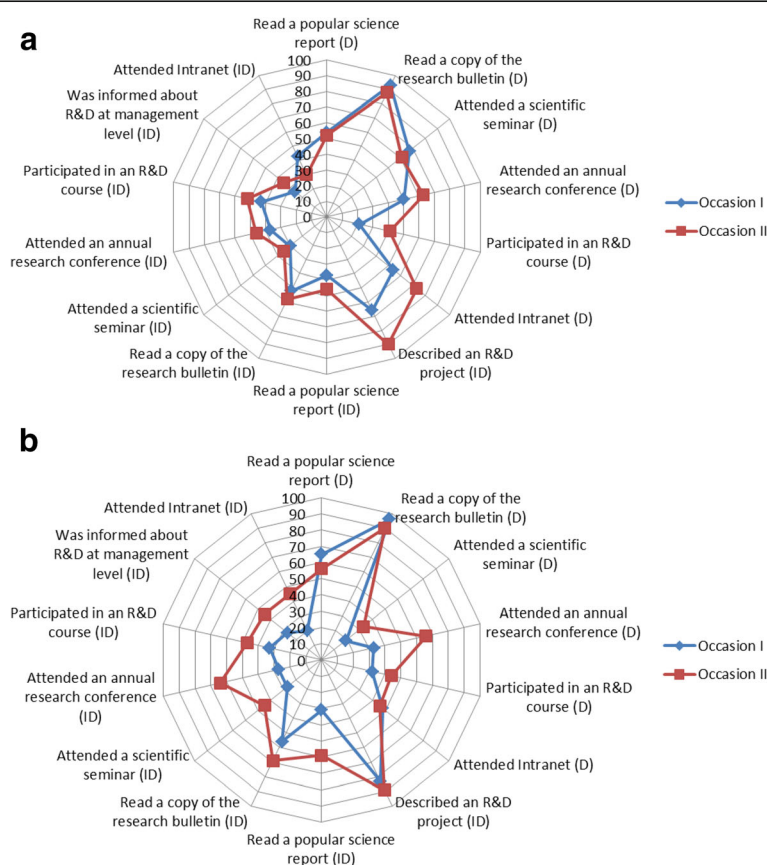 a
Read a popular science
report (D)
Read a copy of the
research bulletin (D)
Attended a scientific
seminar (D)
Attended an annual
research conference (D)
Participated in an R&D
course (D)
Attended Intranet (D)
Described an R&D
project (ID)
Read a popular science
report (ID)
Read a copy of the
research bulletin (ID)
Attended a scientific
seminar (ID)
Attended an annual
research conference (ID)
Participated in an R&D
course (ID)
Was informed about
R&D at management
level (ID)
Attended Intranet (ID)
100
90
80
70
60
50
40
30
20
10
0
Occasion I
Occasion II
b
Read a popular science
report (D)
Read a copy of the
research bulletin (D)
Attended a scientific
seminar (D)
Attended an annual
research conference (D)
Participated in an R&D
course (D)
Attended Intranet (D)
Described an R&D
project (ID)
Read a popular science
report (ID)
Read a copy of the
research bulletin (ID)
Attended a scientific
seminar (ID)
Attended an annual
research conference
(ID)
Participated in an R&D
course (ID)
Was informed about
R&D at management
level (ID)
Attended Intranet (ID)
100
90
80
70
60
50
40
30
20
10
0
Occasion I
Occasion II